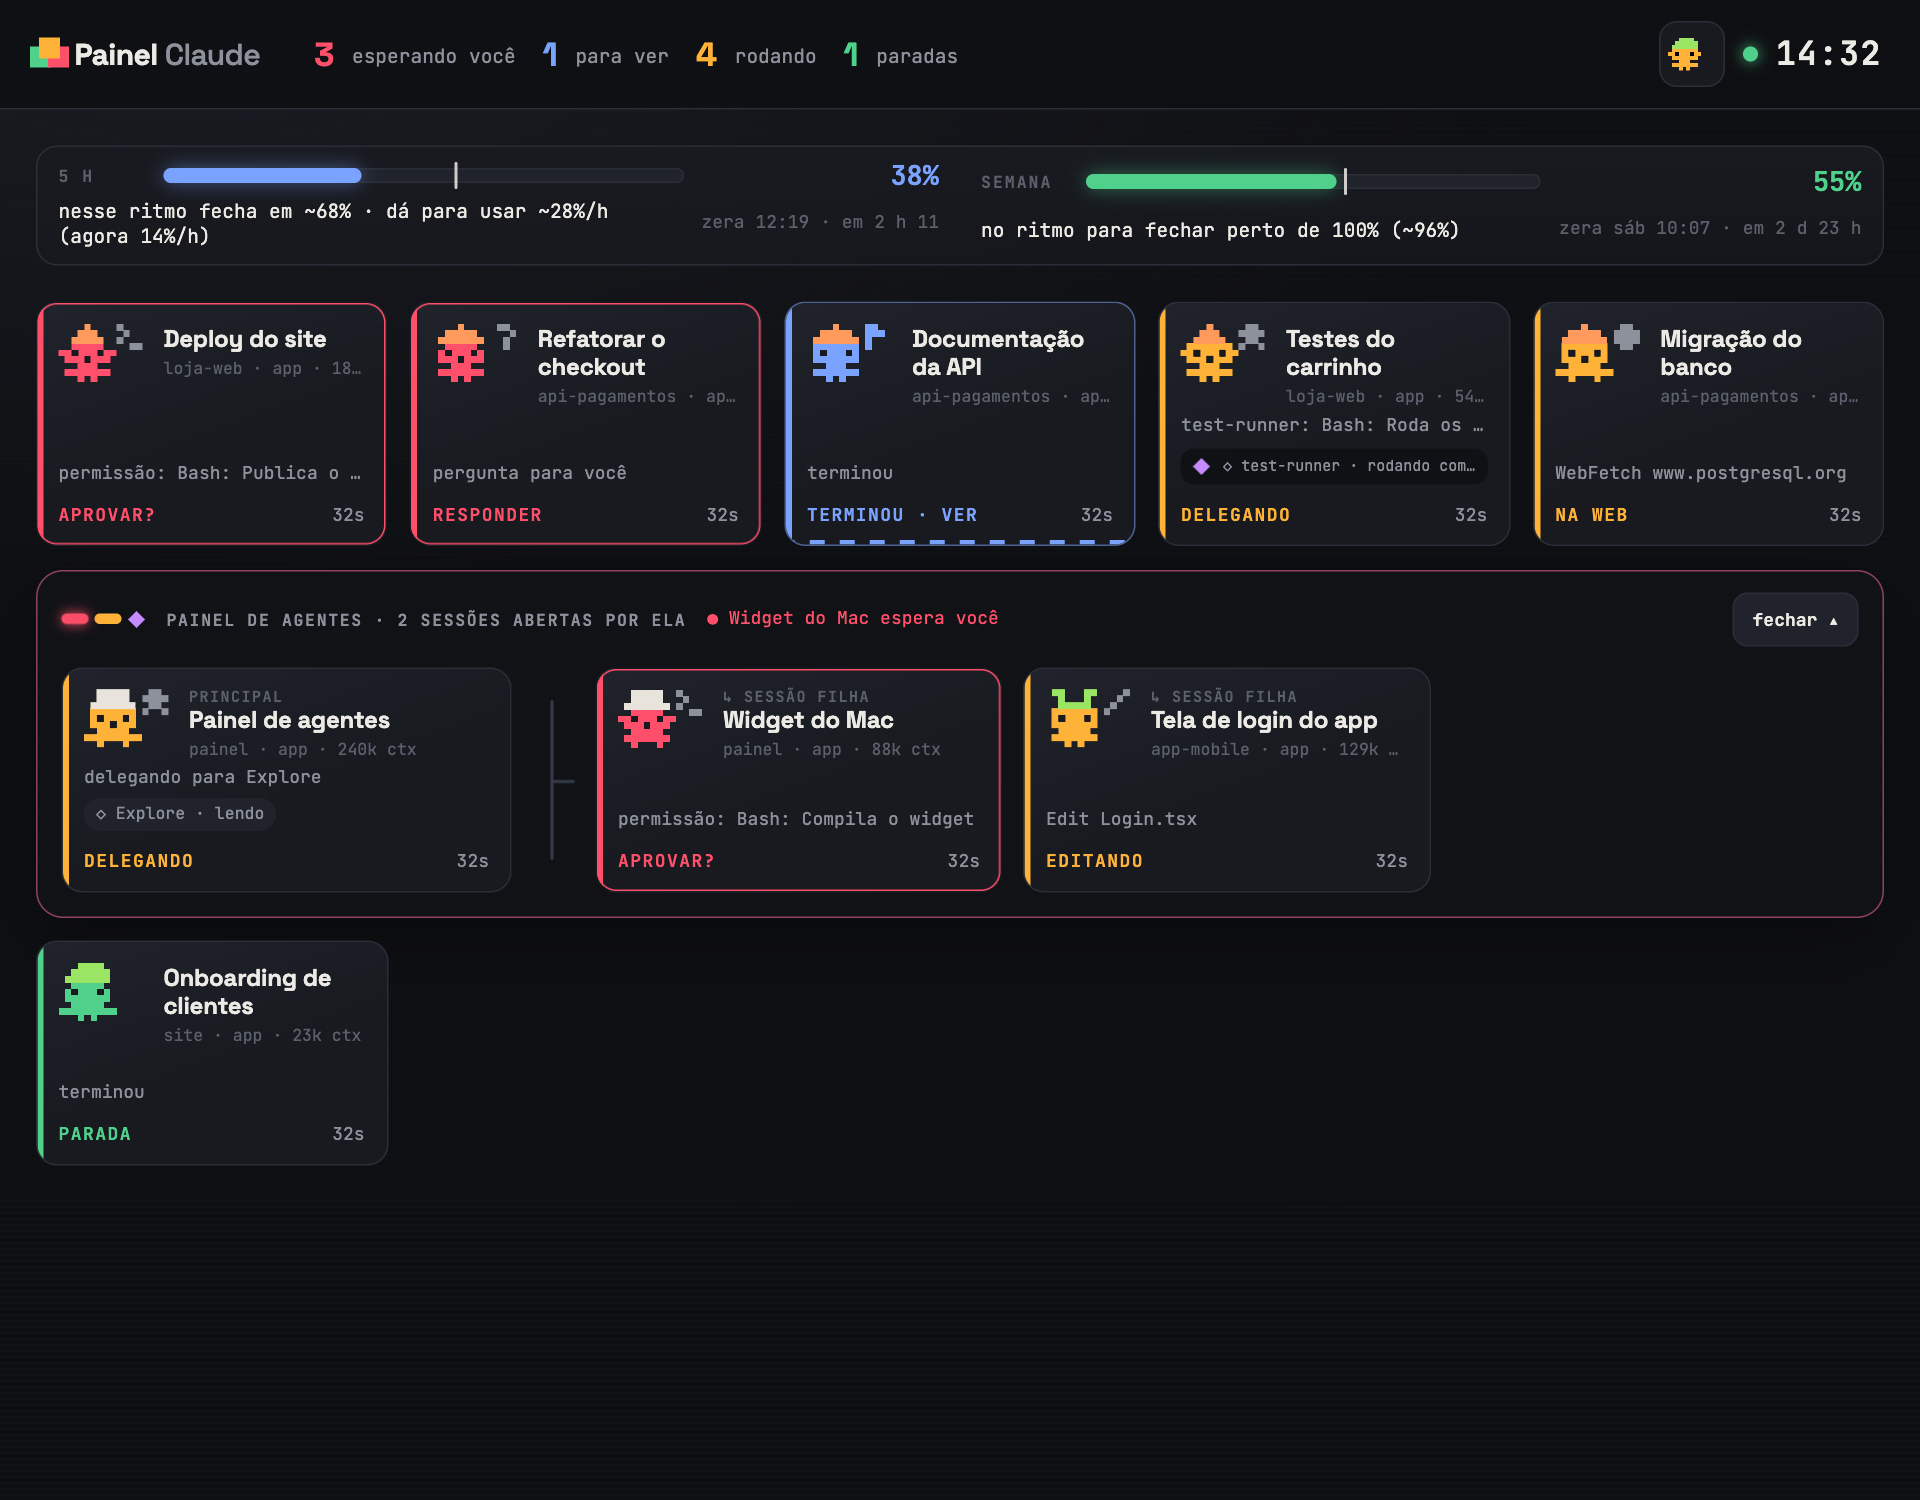 Painel Claude
3 esperando você 1 para ver 4 rodando 1 paradas
14:32
5 H
38%
nesse ritmo fecha em ~68% · dá para usar ~28%/h
(agora 14%/h)
zera 12:19 · em 2 h 11
SEMANA
55%
no ritmo para fechar perto de 100% (~96%)
zera sáb 10:07 · em 2 d 23 h
Deploy do site
loja-web · app · 18…
permissão: Bash: Publica o …
APROVAR? 32s
Refatorar o
checkout
api-pagamentos · ap…
pergunta para você
RESPONDER 32s
Documentação
da API
api-pagamentos · ap…
terminou
TERMINOU · VER 32s
Testes do
carrinho
loja-web · app · 54…
test-runner: Bash: Roda os …
◇ test-runner · rodando com…
DELEGANDO 32s
Migração do
banco
api-pagamentos · ap…
WebFetch www.postgresql.org
NA WEB 32s
PAINEL DE AGENTES · 2 SESSÕES ABERTAS POR ELA ● Widget do Mac espera você
fechar ▴
PRINCIPAL
Painel de agentes
painel · app · 240k ctx
delegando para Explore
◇ Explore · lendo
DELEGANDO 32s
↳ SESSÃO FILHA
Widget do Mac
painel · app · 88k ctx
permissão: Bash: Compila o widget
APROVAR? 32s
↳ SESSÃO FILHA
Tela de login do app
app-mobile · app · 129k …
Edit Login.tsx
EDITANDO 32s
Onboarding de
clientes
site · app · 23k ctx
terminou
PARADA 32s